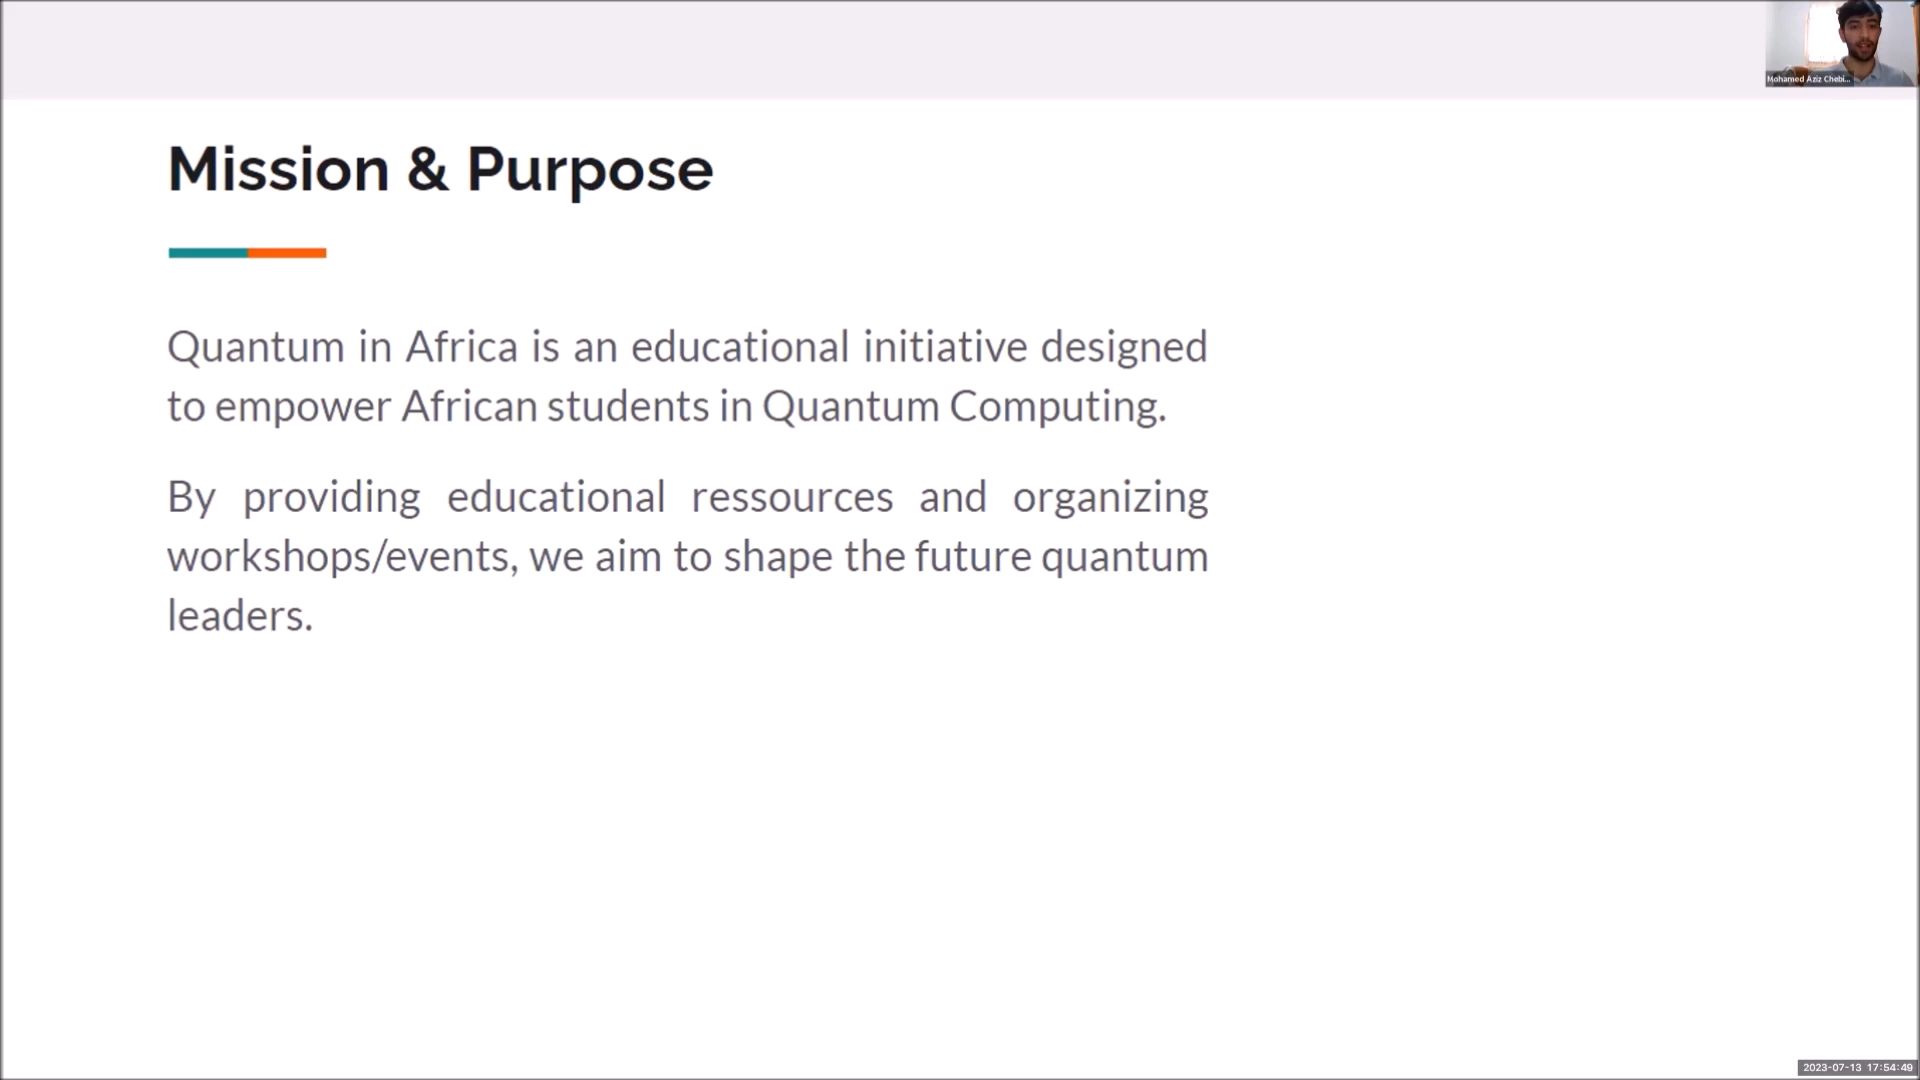 Mohamed Aziz Chebi...
Mission & Purpose
Quantum in Africa is an educational initiative designed
to empower African students in Quantum Computing.
By providing educational ressources and organizing
workshops/events, we aim to shape the future quantum
leaders.
2023-07-13 17:54:49